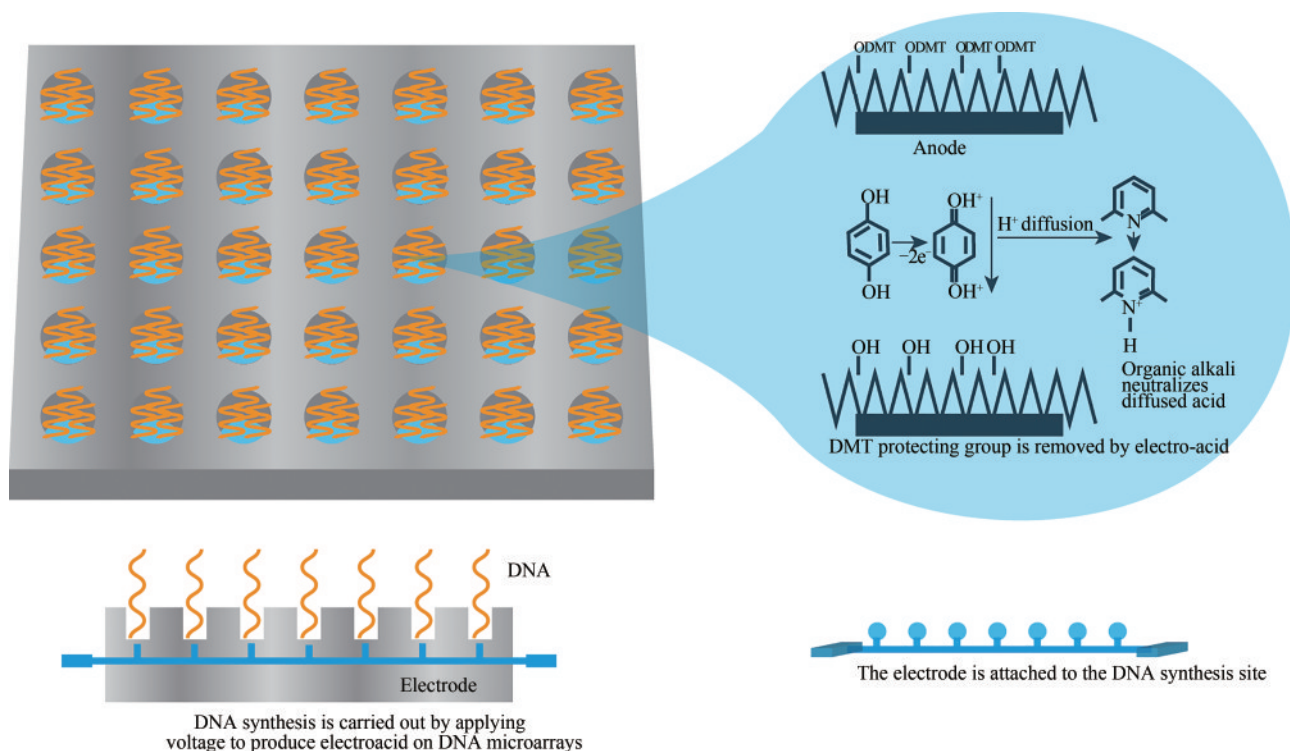 ODMT ODMT ODMT ODMT
Anode
OH
OH⁺
−2e⁻
OH
OH⁺
H⁺ diffusion
N
N⁺
H
Organic alkali
neutralizes
diffused acid
OH OH OH OH
DMT protecting group is removed by electro-acid
DNA
Electrode
DNA synthesis is carried out by applying
voltage to produce electroacid on DNA microarrays
The electrode is attached to the DNA synthesis site